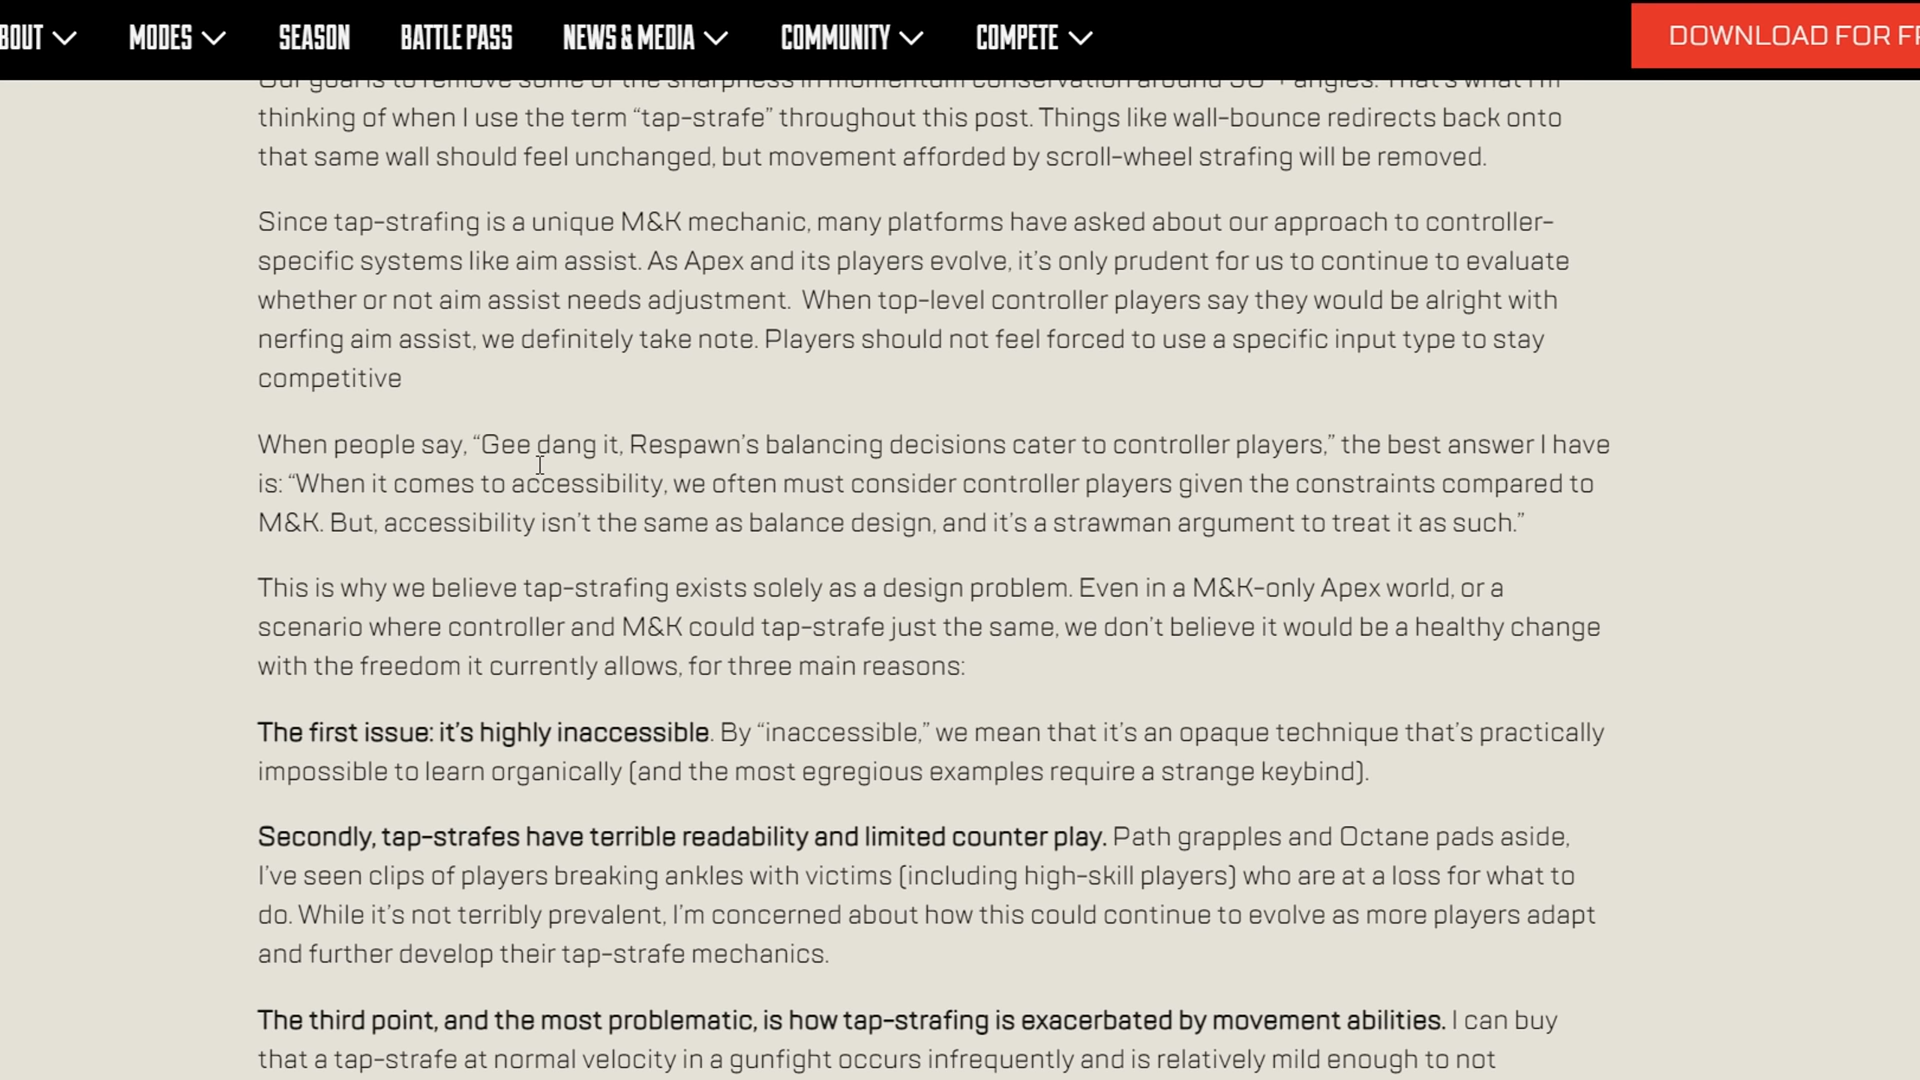 BOUT
MODES
SEASON
BATTLE PASS
NEWS & MEDIA
COMMUNITY
COMPETE
DOWNLOAD FOR FR
Our goal is to remove some of the sharpness in momentum conservation around angles. That's what I'm
thinking of when I use the term “tap-strafe” throughout this post. Things like wall-bounce redirects back onto
that same wall should feel unchanged, but movement afforded by scroll-wheel strafing will be removed.
Since tap-strafing is a unique M&K mechanic, many platforms have asked about our approach to controller-
specific systems like aim assist. As Apex and its players evolve, it’s only prudent for us to continue to evaluate
whether or not aim assist needs adjustment. When top-level controller players say they would be alright with
nerfing aim assist, we definitely take note. Players should not feel forced to use a specific input type to stay
competitive
When people say, “Gee dang it, Respawn’s balancing decisions cater to controller players,” the best answer I have
is: “When it comes to accessibility, we often must consider controller players given the constraints compared to
M&K. But, accessibility isn’t the same as balance design, and it’s a strawman argument to treat it as such.”
This is why we believe tap-strafing exists solely as a design problem. Even in a M&K-only Apex world, or a
scenario where controller and M&K could tap-strafe just the same, we don’t believe it would be a healthy change
with the freedom it currently allows, for three main reasons:
The first issue: it’s highly inaccessible. By “inaccessible,” we mean that it’s an opaque technique that’s practically
impossible to learn organically (and the most egregious examples require a strange keybind).
Secondly, tap-strafes have terrible readability and limited counter play. Path grapples and Octane pads aside,
I’ve seen clips of players breaking ankles with victims (including high-skill players) who are at a loss for what to
do. While it’s not terribly prevalent, I’m concerned about how this could continue to evolve as more players adapt
and further develop their tap-strafe mechanics.
The third point, and the most problematic, is how tap-strafing is exacerbated by movement abilities. I can buy
that a tap-strafe at normal velocity in a gunfight occurs infrequently and is relatively mild enough to not